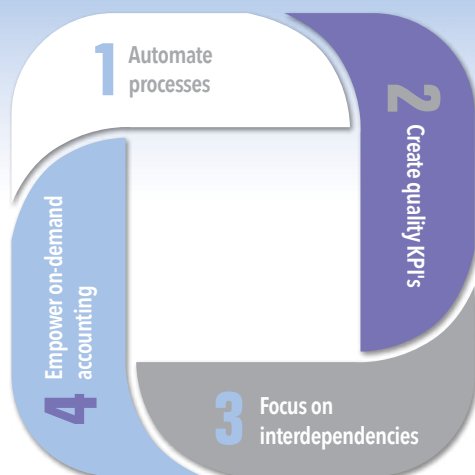 1 Automate
processes
2 Create quality KPI's
3 Focus on
interdependencies
4 Empower on-demand
accounting